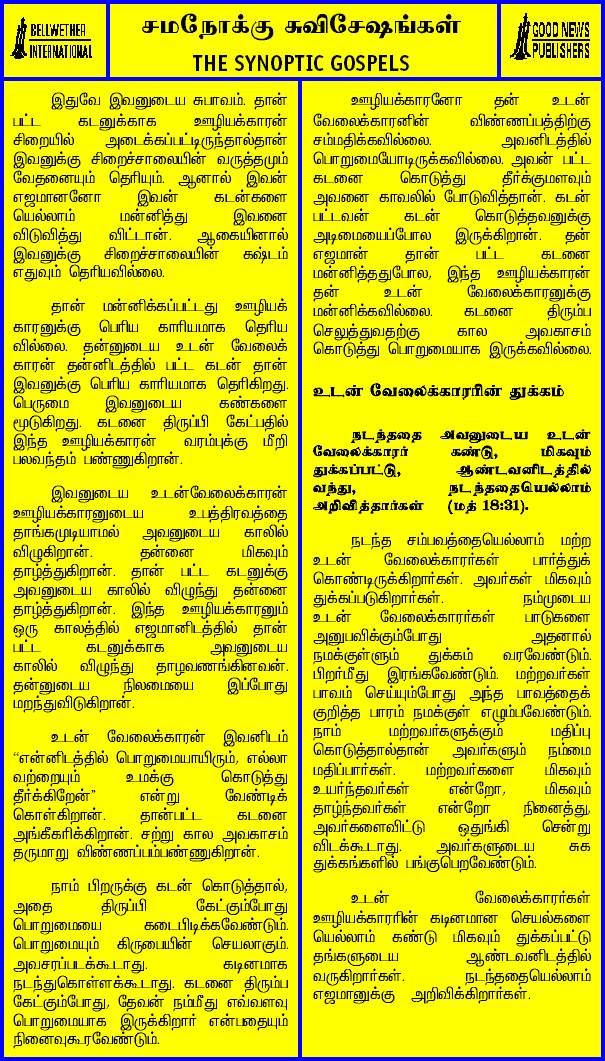 BELLWETHER
INTERNATIONAL
சமநோக்கு சுவிசேஷங்கள்
THE SYNOPTIC GOSPELS
GOOD NEWS
PUBLISHERS
இதுவே இவனுடைய சுபாவம். தான்
பட்ட கடனுக்காக ஊழியக்காரன்
சிறையில் அடைக்கப்பட்டிருந்தால்தான்
இவனுக்கு சிறைச்சாலையின் வருத்தமும்
வேதனையும் தெரியும். ஆனால் இவன்
எஜமானனோ இவன் கடன்களை
யெல்லாம் மன்னித்து இவனை
விடுவித்து விட்டான். ஆகையினால்
இவனுக்கு சிறைச்சாலையின் கஷ்டம்
எதுவும் தெரியவில்லை.
தான் மன்னிக்கப்பட்டது ஊழியக்
காரனுக்கு பெரிய காரியமாக தெரிய
வில்லை. தன்னுடைய உடன் வேலைக்
காரன் தன்னிடத்தில் பட்ட கடன் தான்
இவனுக்கு பெரிய காரியமாக தெரிகிறது.
பெருமை இவனுடைய கண்களை
மூடுகிறது. கடனை திருப்பி கேட்பதில்
இந்த ஊழியக்காரன் வரம்புக்கு மீறி
பலவந்தம் பண்ணுகிறான்.
இவனுடைய உடன்வேலைக்காரன்
ஊழியக்காரனுடைய உபத்திரவத்தை
தாங்கமுடியாமல் அவனுடைய காலில்
விழுகிறான். தன்னை மிகவும்
தாழ்த்துகிறான். தான் பட்ட கடனுக்கு
அவனுடைய காலில் விழுந்து தன்னை
தாழ்த்துகிறான். இந்த ஊழியக்காரனும்
ஒரு காலத்தில் எஜமானிடத்தில் தான்
பட்ட கடனுக்காக அவனுடைய
காலில் விழுந்து தாழவணங்கினவன்.
தன்னுடைய நிலமையை இப்போது
மறந்துவிடுகிறான்.
உடன் வேலைக்காரன் இவனிடம்
“என்னிடத்தில் பொறுமையாயிரும், எல்லா
வற்றையும் உமக்கு கொடுத்து
தீர்க்கிறேன்” என்று வேண்டிக்
கொள்கிறான். தான்பட்ட கடனை
அங்கீகரிக்கிறான். சற்று கால அவகாசம்
தருமாறு விண்ணப்பம்பண்ணுகிறான்.
நாம் பிறருக்கு கடன் கொடுத்தால்,
அதை திருப்பி கேட்கும்போது
பொறுமையை கடைபிடிக்கவேண்டும்.
பொறுமையும் கிருபையின் செயலாகும்.
அவசரப்படக்கூடாது. கடினமாக
நடந்துகொள்ளக்கூடாது. கடனை திரும்ப
கேட்கும்போது, தேவன் நம்மீது எவ்வளவு
பொறுமையாக இருக்கிறார் என்பதையும்
நினைவுகூரவேண்டும்.
ஊழியக்காரனோ தன் உடன்
வேலைக்காரனின் விண்ணப்பத்திற்கு
சம்மதிக்கவில்லை. அவனிடத்தில்
பொறுமையோடிருக்கவில்லை. அவன் பட்ட
கடனை கொடுத்து தீர்க்குமளவும்
அவனை காவலில் போடுவித்தான். கடன்
பட்டவன் கடன் கொடுத்தவனுக்கு
அடிமையைப்போல இருக்கிறான். தன்
எஜமான் தான் பட்ட கடனை
மன்னித்ததுபோல, இந்த ஊழியக்காரன்
தன் உடன் வேலைக்காரனுக்கு
மன்னிக்கவில்லை. கடனை திரும்ப
செலுத்துவதற்கு கால அவகாசம்
கொடுத்து பொறுமையாக இருக்கவில்லை.
உடன் வேலைக்காரரின் துக்கம்
நடந்ததை அவனுடைய உடன்
வேலைக்காரர் கண்டு, மிகவும்
துக்கப்பட்டு, ஆண்டவனிடத்தில்
வந்து, நடந்ததையெல்லாம்
அறிவித்தார்கள் (மத் 18:31).
நடந்த சம்பவத்தையெல்லாம் மற்ற
உடன் வேலைக்காரர்கள் பார்த்துக்
கொண்டிருக்கிறார்கள். அவர்கள் மிகவும்
துக்கப்படுகிறார்கள். நம்முடைய
உடன் வேலைக்காரர்கள் பாடுகளை
அனுபவிக்கும்போது அதனால்
நமக்குள்ளும் துக்கம் வரவேண்டும்.
பிறர்மீது இரங்கவேண்டும். மற்றவர்கள்
பாவம் செய்யும்போது அந்த பாவத்தைக்
குறித்த பாரம் நமக்குள் எழும்பவேண்டும்.
நாம் மற்றவர்களுக்கும் மதிப்பு
கொடுத்தால்தான் அவர்களும் நம்மை
மதிப்பார்கள். மற்றவர்களை மிகவும்
உயர்ந்தவர்கள் என்றோ, மிகவும்
தாழ்ந்தவர்கள் என்றோ நினைத்து,
அவர்களைவிட்டு ஒதுங்கி சென்று
விடக்கூடாது. அவர்களுடைய சுக
துக்கங்களில் பங்குபெறவேண்டும்.
உடன் வேலைக்காரர்கள்
ஊழியக்காரரின் கடினமான செயல்களை
யெல்லாம் கண்டு மிகவும் துக்கப்பட்டு
தங்களுடைய ஆண்டவனிடத்தில்
வருகிறார்கள். நடந்ததையெல்லாம்
எஜமானுக்கு அறிவிக்கிறார்கள்.